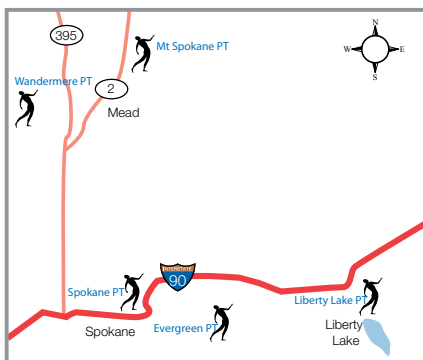 N
395
Mt Spokane PT
W
E
S
Wandermere PT
2
Mead
INTERSTATE
90
Spokane PT
Liberty Lake PT
Spokane
Evergreen PT
Liberty
Lake